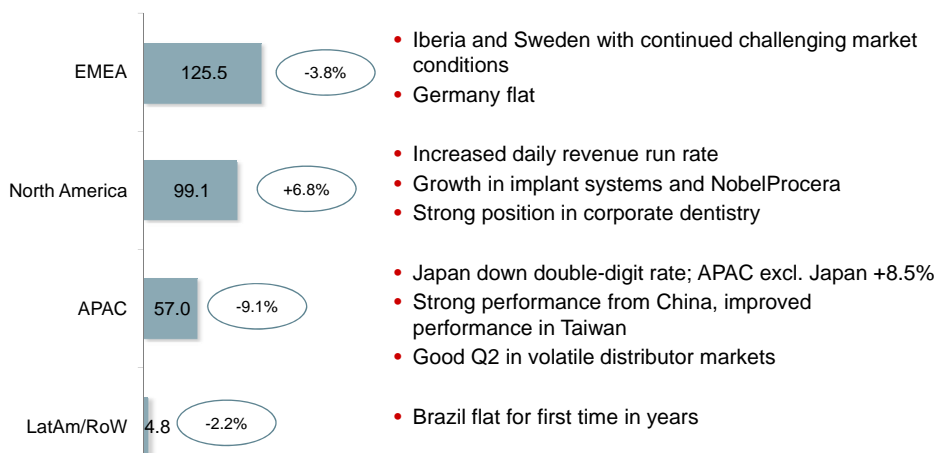 EMEA
125.5
-3.8%
• Iberia and Sweden with continued challenging market
conditions
• Germany flat
North America
99.1
+6.8%
• Increased daily revenue run rate
• Growth in implant systems and NobelProcera
• Strong position in corporate dentistry
APAC
57.0
-9.1%
• Japan down double-digit rate; APAC excl. Japan +8.5%
• Strong performance from China, improved
performance in Taiwan
• Good Q2 in volatile distributor markets
LatAm/RoW
4.8
-2.2%
• Brazil flat for first time in years